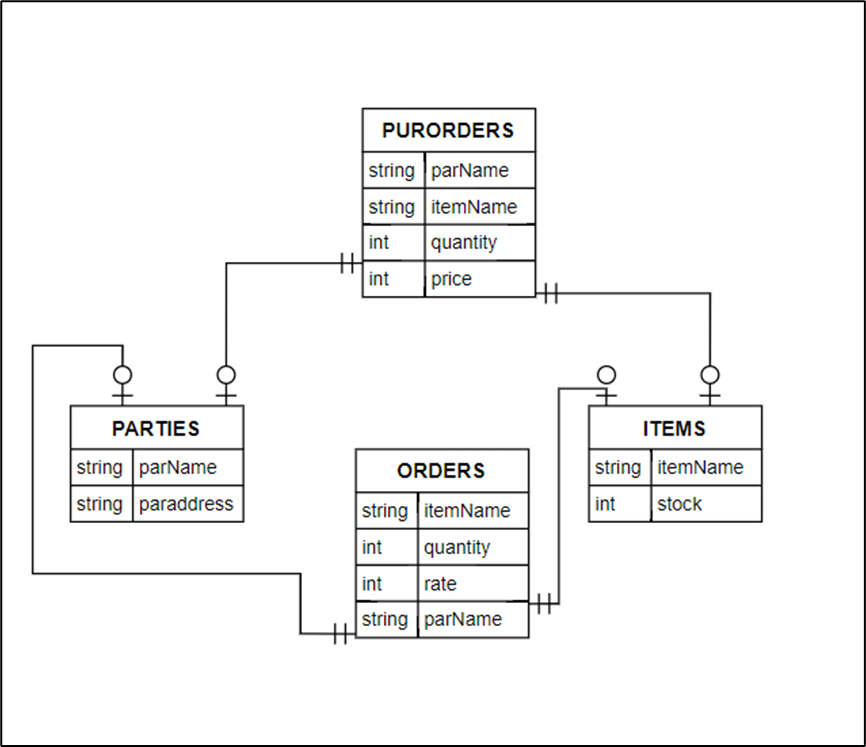 PURORDERS
string parName
string itemName
int quantity
int price
PARTIES
string parName
string paraddress
ORDERS
string itemName
int quantity
int rate
string parName
ITEMS
string itemName
int stock